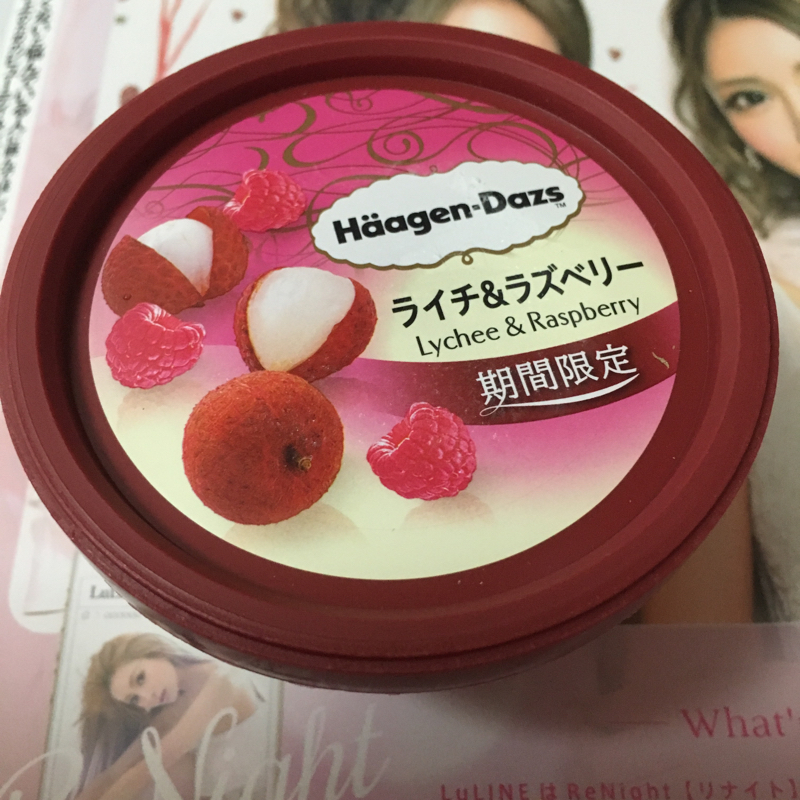 Häagen-Dazs™
ライチ&ラズベリー
Lychee & Raspberry
期間限定
What's
LuLINEはReNight【リナイト】